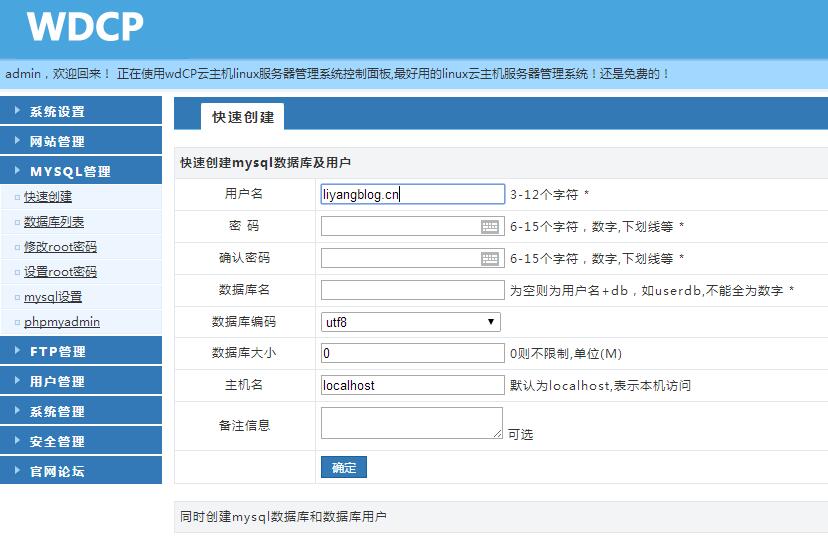 WDCP
admin，欢迎回来！ 正在使用wdCP云主机linux服务器管理系统控制面板,最好用的linux云主机服务器管理系统！还是免费的！
系统设置
网站管理
MYSQL管理
快速创建
数据库列表
修改root密码
设置root密码
mysql设置
phpmyadmin
FTP管理
用户管理
系统管理
安全管理
官网论坛
快速创建
快速创建mysql数据库及用户
用户名 liyangblog.cn 3-12个字符 *
密 码 6-15个字符，数字,下划线等 *
确认密码 6-15个字符，数字,下划线等 *
数据库名 为空则为用户名+db，如userdb,不能全为数字 *
数据库编码 utf8
数据库大小 0 0则不限制,单位(M)
主机名 localhost 默认为localhost,表示本机访问
备注信息 可选
确定
同时创建mysql数据库和数据库用户